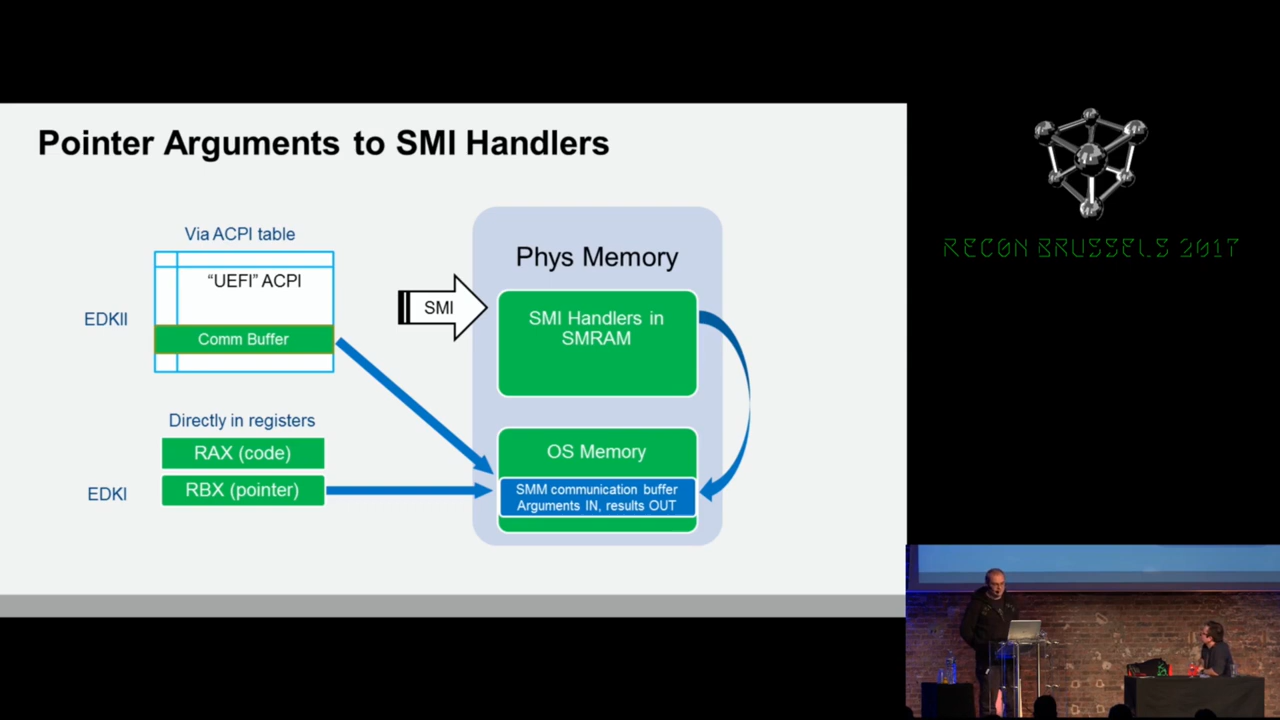 Pointer Arguments to SMI Handlers
Via ACPI table
“UEFI” ACPI
EDKII
Comm Buffer
Directly in registers
RAX (code)
EDKI
RBX (pointer)
SMI
Phys Memory
SMI Handlers in
SMRAM
OS Memory
SMM communication buffer
Arguments IN, results OUT
RECON BRUSSELS 2017